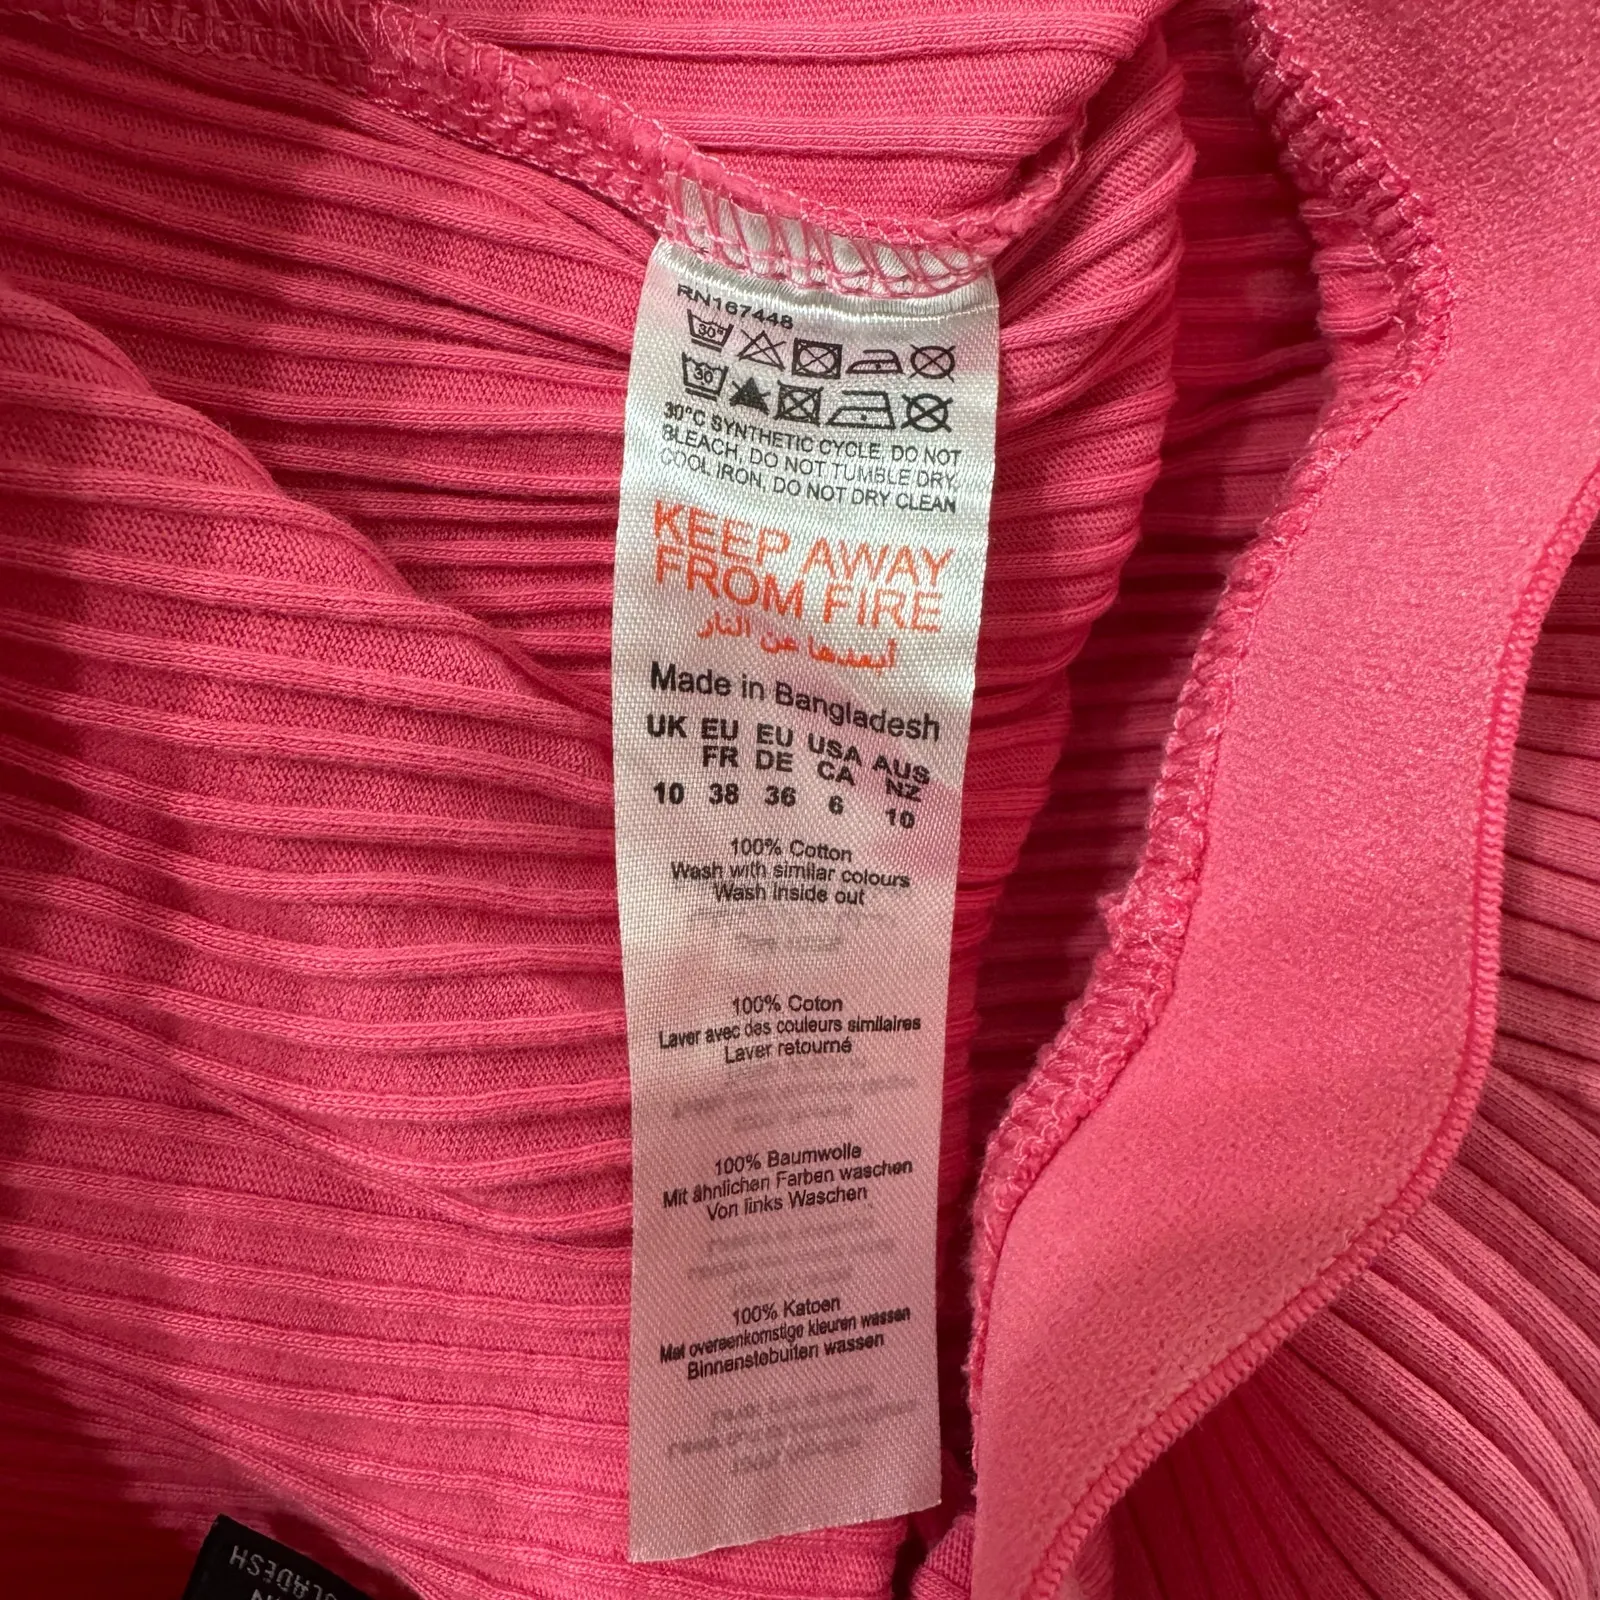 RN167448
30°
30
30°C SYNTHETIC CYCLE, DO NOT
BLEACH, DO NOT TUMBLE DRY,
COOL IRON, DO NOT DRY CLEAN
KEEP AWAY
FROM FIRE
أبعدها عن النار
Made in Bangladesh
UK EU EU USA AUS
FR DE CA NZ
10 38 36 6 10
100% Cotton
Wash with similar colours
Wash Inside out
100% Coton
Laver avec des couleurs similaires
Laver retourné
100% Baumwolle
Mit ähnlichen Farben waschen
Von links Waschen
100% Katoen
Met overeenkomstige kleuren wassen
Binnenstebuiten wassen